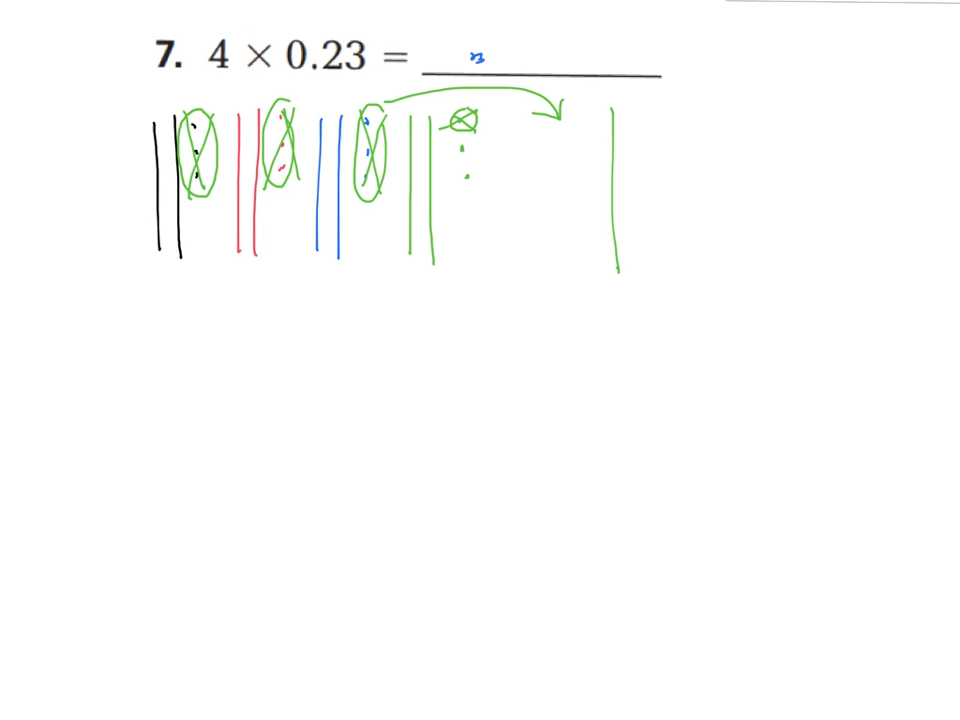 7. 4 × 0.23 =